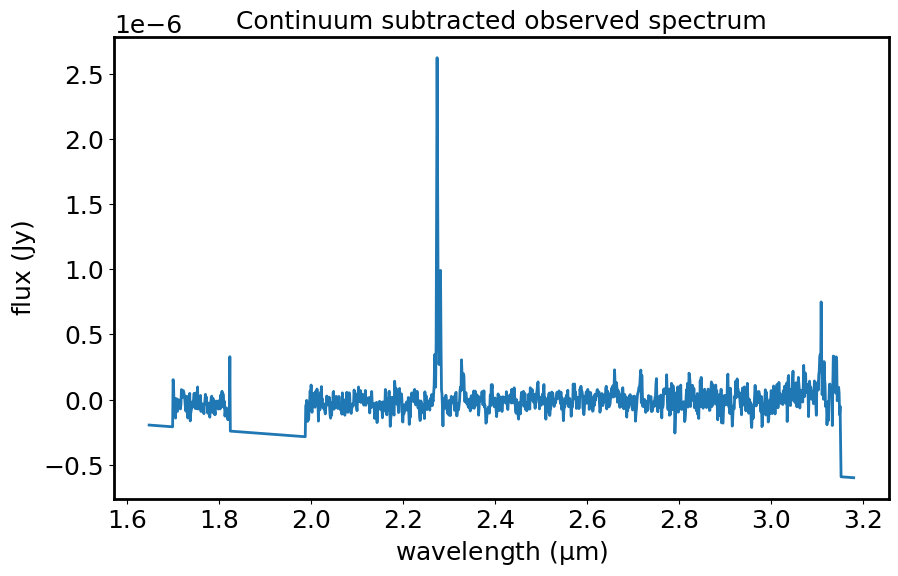 Continuum subtracted observed spectrum
1e−6
2.5
2.0
1.5
1.0
0.5
0.0
−0.5
flux (Jy)
1.6 1.8 2.0 2.2 2.4 2.6 2.8 3.0 3.2
wavelength (µm)